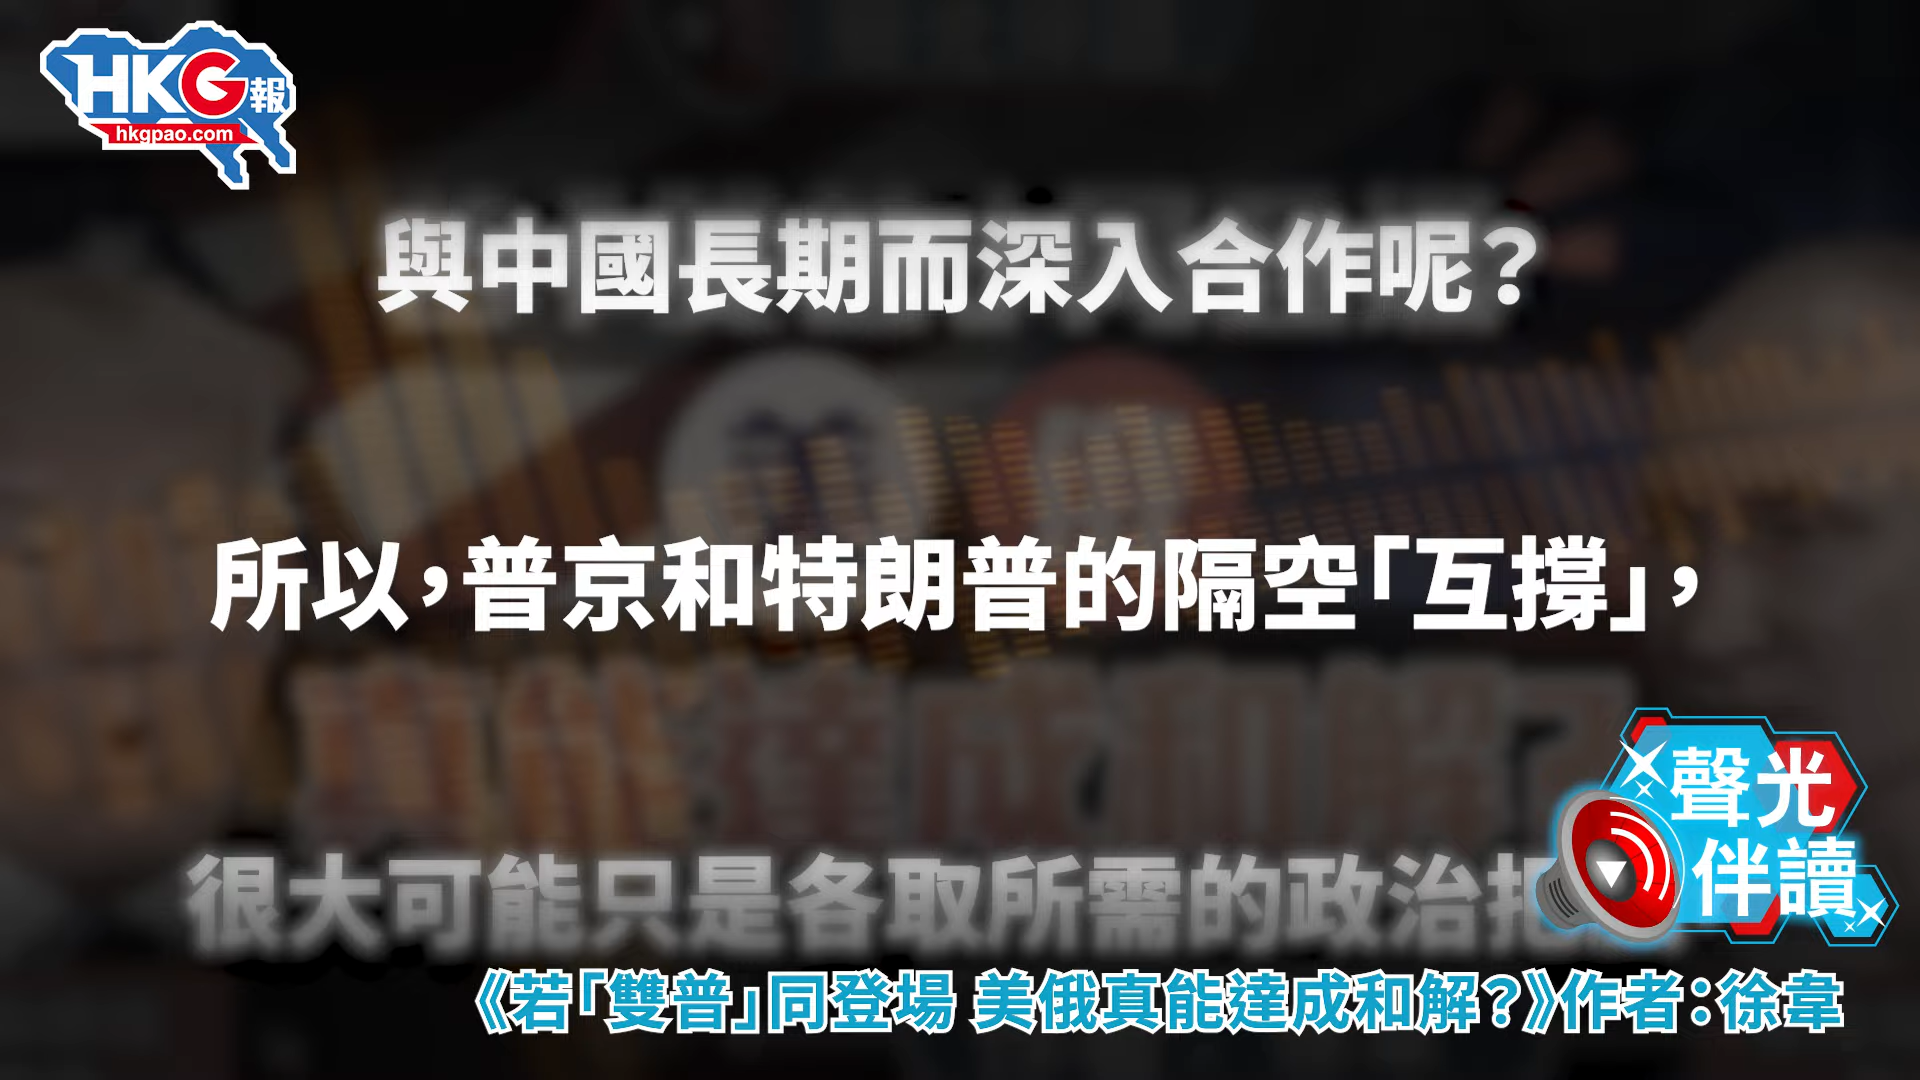 HKG報
hkgpao.com
與中國長期而深入合作呢？
所以，普京和特朗普的隔空「互撐」，
很大可能只是各取所需的政治
聲光
伴讀
《若「雙普」同登場 美俄真能達成和解？》作者：徐韋